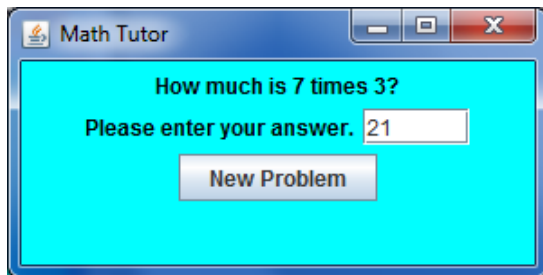 Math Tutor
How much is 7 times 3?
Please enter your answer. 21
New Problem